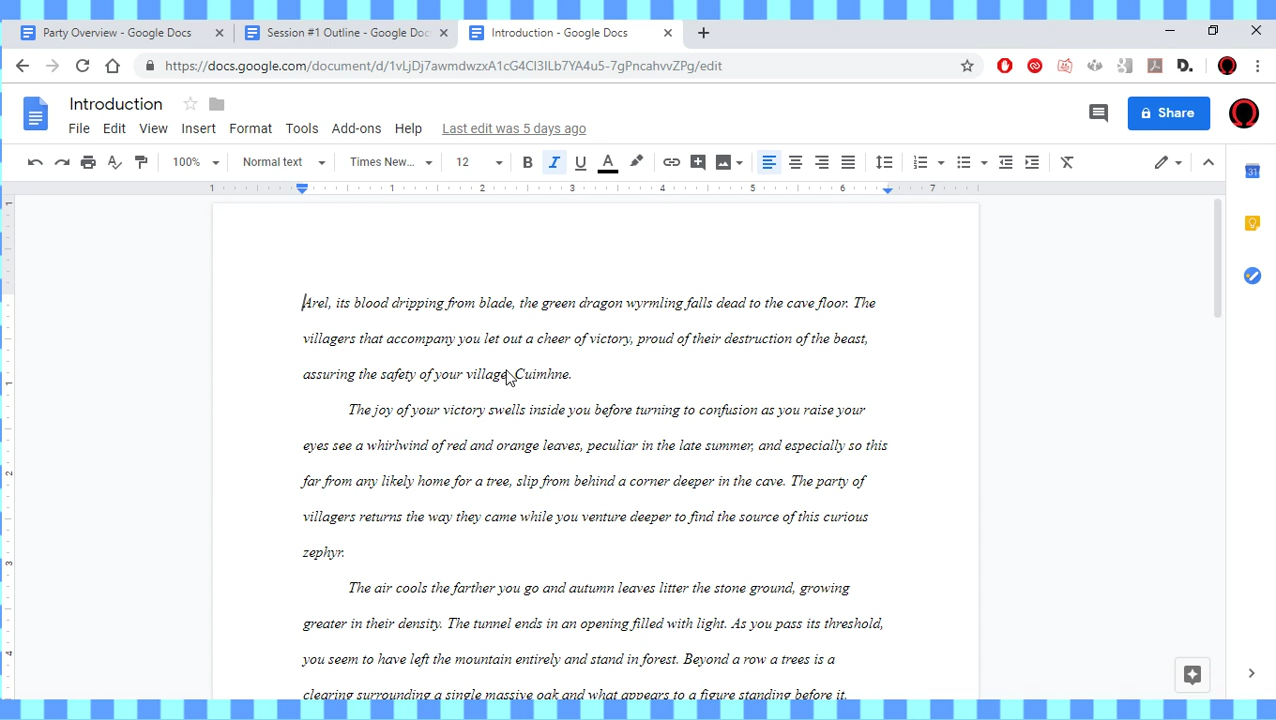 Party Overview - Google Docs
Session #1 Outline - Google Doc
Introduction - Google Docs
https://docs.google.com/document/d/1vLjDj7awmdwzxA1cG4Cl3lLb7YA4u5-7gPncahvvZPg/edit
Introduction
File Edit View Insert Format Tools Add-ons Help Last edit was 5 days ago
Share
100% Normal text Times New... 12 B I U A
1 1 2 3 4 5 6 7
31
Arel, its blood dripping from blade, the green dragon wyrmling falls dead to the cave floor. The
villagers that accompany you let out a cheer of victory, proud of their destruction of the beast,
assuring the safety of your village Cuimhne.
The joy of your victory swells inside you before turning to confusion as you raise your
eyes see a whirlwind of red and orange leaves, peculiar in the late summer, and especially so this
far from any likely home for a tree, slip from behind a corner deeper in the cave. The party of
villagers returns the way they came while you venture deeper to find the source of this curious
zephyr.
The air cools the farther you go and autumn leaves litter the stone ground, growing
greater in their density. The tunnel ends in an opening filled with light. As you pass its threshold,
you seem to have left the mountain entirely and stand in forest. Beyond a row a trees is a
clearing surrounding a single massive oak and what appears to a figure standing before it.